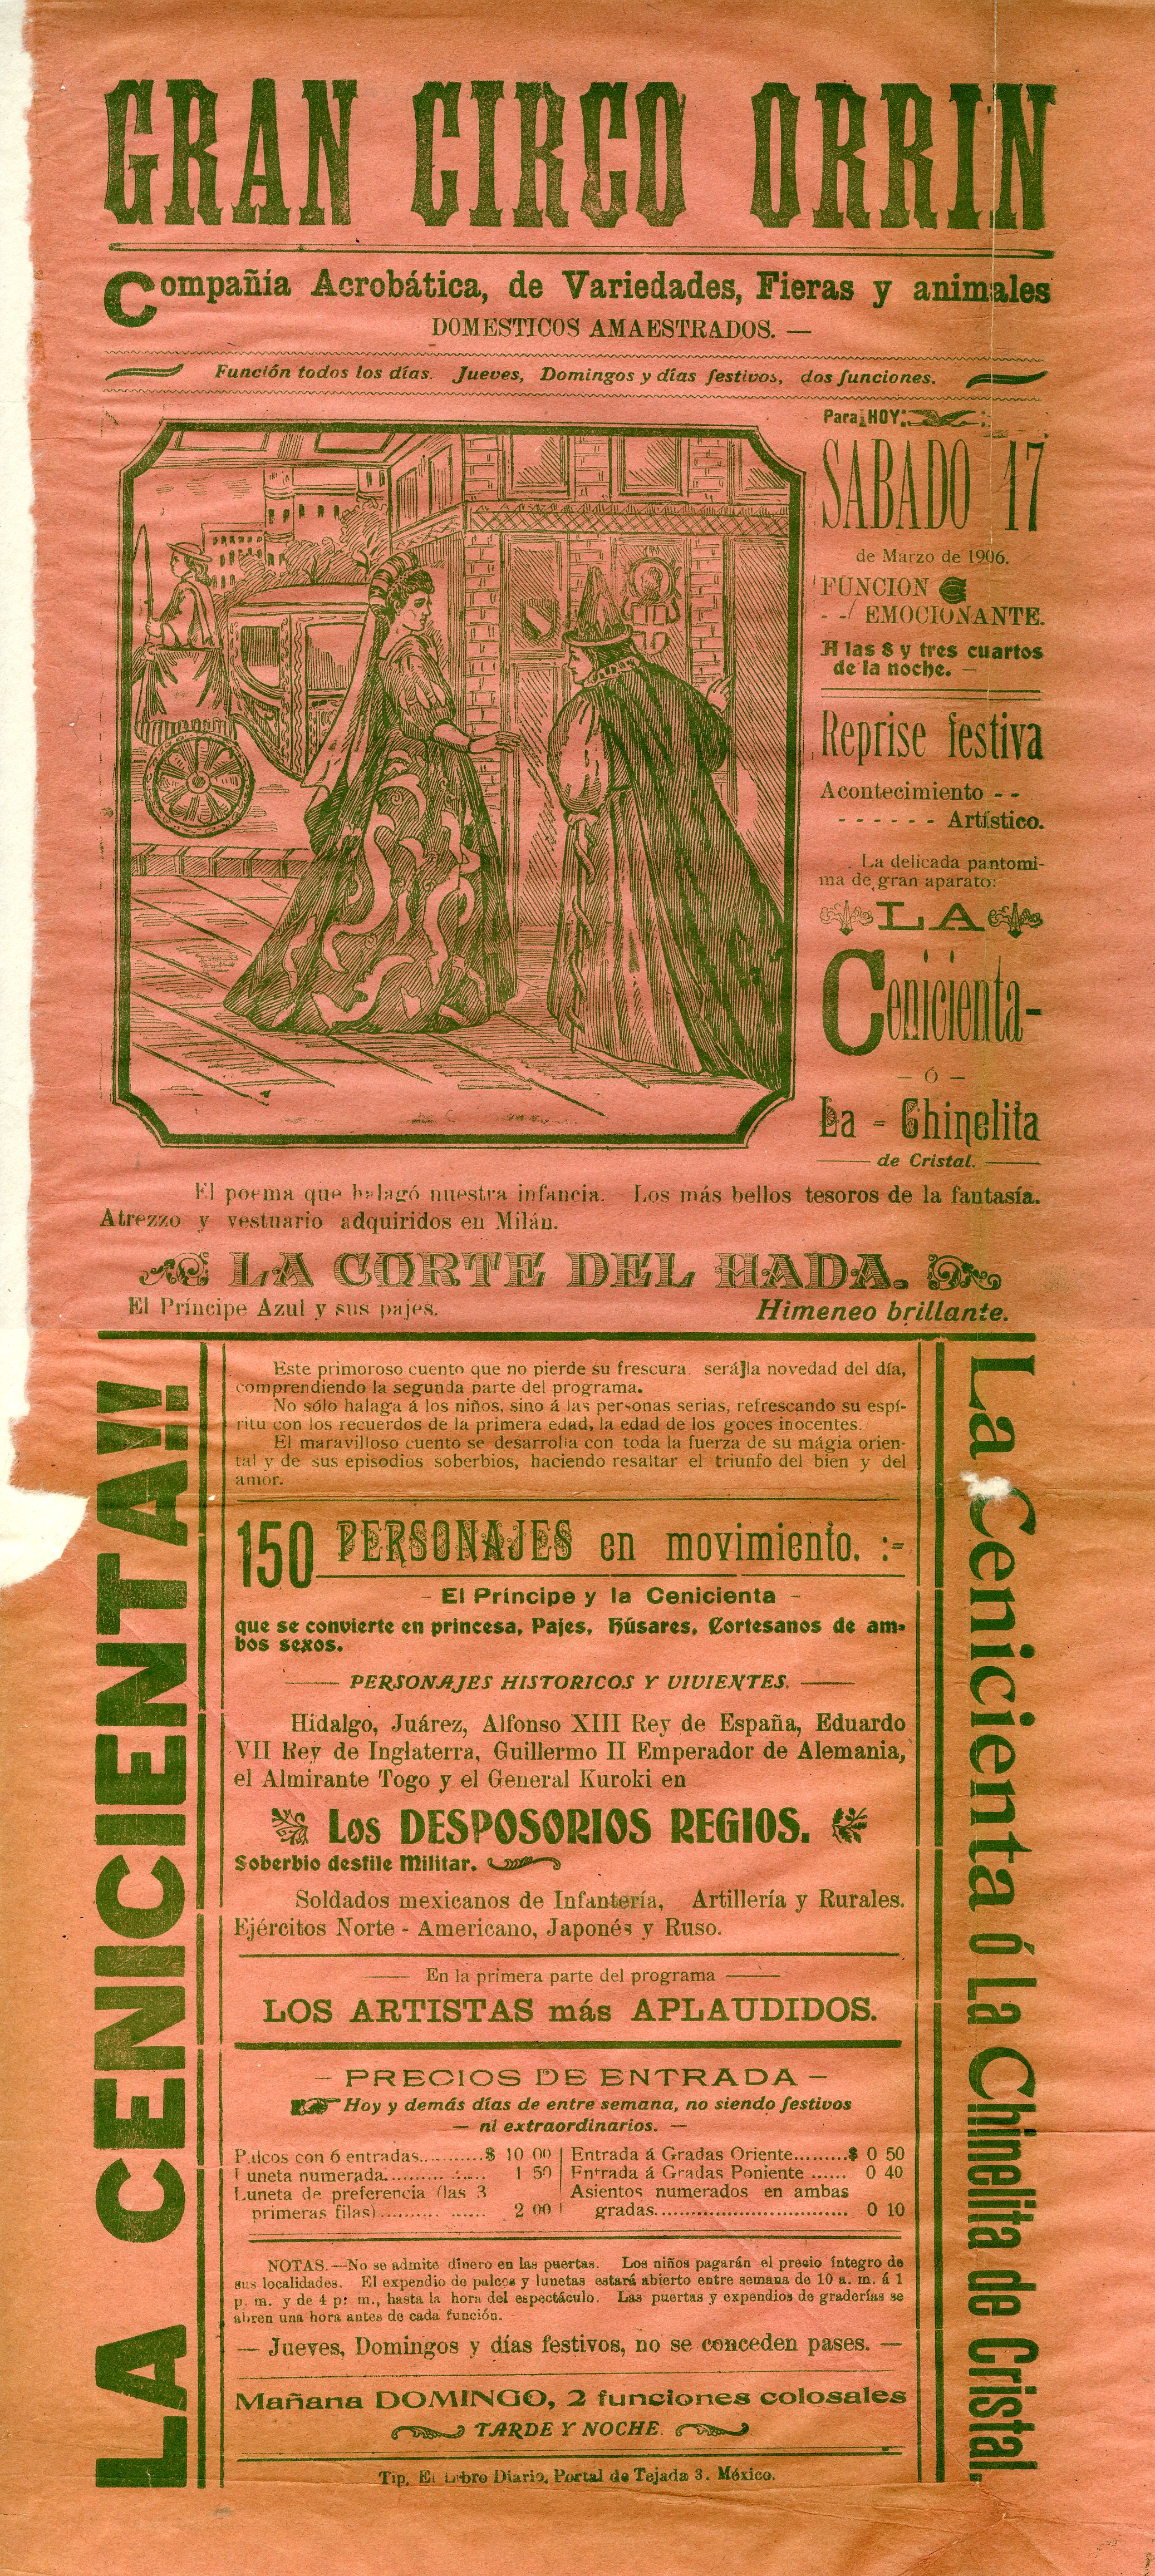 GRAN CIRCO ORRIN
Compañía Acrobática, de Variedades, Fieras y animales
DOMESTICOS AMAESTRADOS. —
Función todos los días. Jueves, Domingos y días festivos, dos funciones.
Para HOY:
SABADO 17
de Marzo de 1906.
FUNCION
EMOCIONANTE.
A las 8 y tres cuartos
de la noche. —
Reprise festiva
Acontecimiento - -
- - - - - - Artístico.
La delicada pantomi-
ma de gran aparato:
LA
Cenicienta-
— Ó —
La = Chinelita
de Cristal.
El poema que halagó nuestra infancia. Los más bellos tesoros de la fantasía.
Atrezzo y vestuario adquiridos en Milán.
LA CORTE DEL HADA.
El Príncipe Azul y sus pajes. Himeneo brillante.
LA CENICIENTA!!
Este primoroso cuento que no pierde su frescura. será la novedad del día,
comprendiendo la segunda parte del programa.
No sólo halaga á los niños, sino á las personas serias, refrescando su espí-
ritu con los recuerdos de la primera edad, la edad de los goces inocentes.
El maravilloso cuento se desarrolla con toda la fuerza de su mágia orien-
tal y de sus episodios soberbios, haciendo resaltar el triunfo del bien y del
amor.
150 PERSONAJES en movimiento. :=
- El Príncipe y la Cenicienta -
que se convierte en princesa, Pajes, Húsares, Cortesanos de am-
bos sexos.
PERSONAJES HISTORICOS Y VIVIENTES.
Hidalgo, Juárez, Alfonso XIII Rey de España, Eduardo
VII Rey de Inglaterra, Guillermo II Emperador de Alemania,
el Almirante Togo y el General Kuroki en
Los DESPOSORIOS REGIOS.
Soberbio desfile Militar.
Soldados mexicanos de Infantería, Artillería y Rurales.
Ejércitos Norte - Americano, Japonés y Ruso.
En la primera parte del programa
LOS ARTISTAS más APLAUDIDOS.
— PRECIOS DE ENTRADA —
Hoy y demás días de entre semana, no siendo festivos
— ni extraordinarios. —
Palcos con 6 entradas...........$ 10 00
Luneta numerada................ 1 50
Luneta de preferencia (las 3
primeras filas).................. 2 00
Entrada á Gradas Oriente.........$ 0 50
Entrada á Gradas Poniente ...... 0 40
Asientos numerados en ambas
gradas................................ 0 10
NOTAS.—No se admite dinero en las puertas. Los niños pagarán el precio íntegro de
sus localidades. El expendio de palcos y lunetas estará abierto entre semana de 10 a. m. á 1
p. m. y de 4 p: m., hasta la hora del espectáculo. Las puertas y expendios de graderías se
abren una hora antes de cada función.
— Jueves, Domingos y días festivos, no se conceden pases. —
Mañana DOMINGO, 2 funciones colosales
TARDE Y NOCHE.
Tip. El Libro Diario, Portal de Tejada 3. México.
La Cenicienta ó La Chinelita de Cristal.